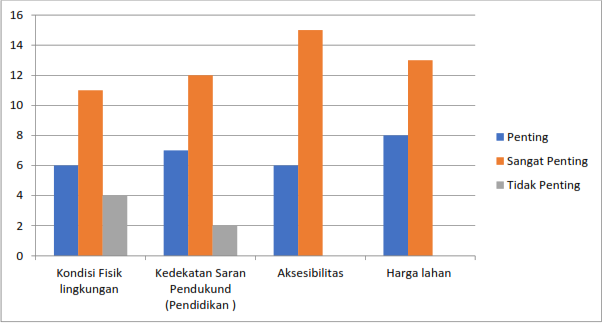 16
14
12
10
8
6
4
2
0
Kondisi Fisik
lingkungan
Kedekatan Saran
Pendukund
(Pendidikan )
Aksesibilitas
Harga lahan
Penting
Sangat Penting
Tidak Penting